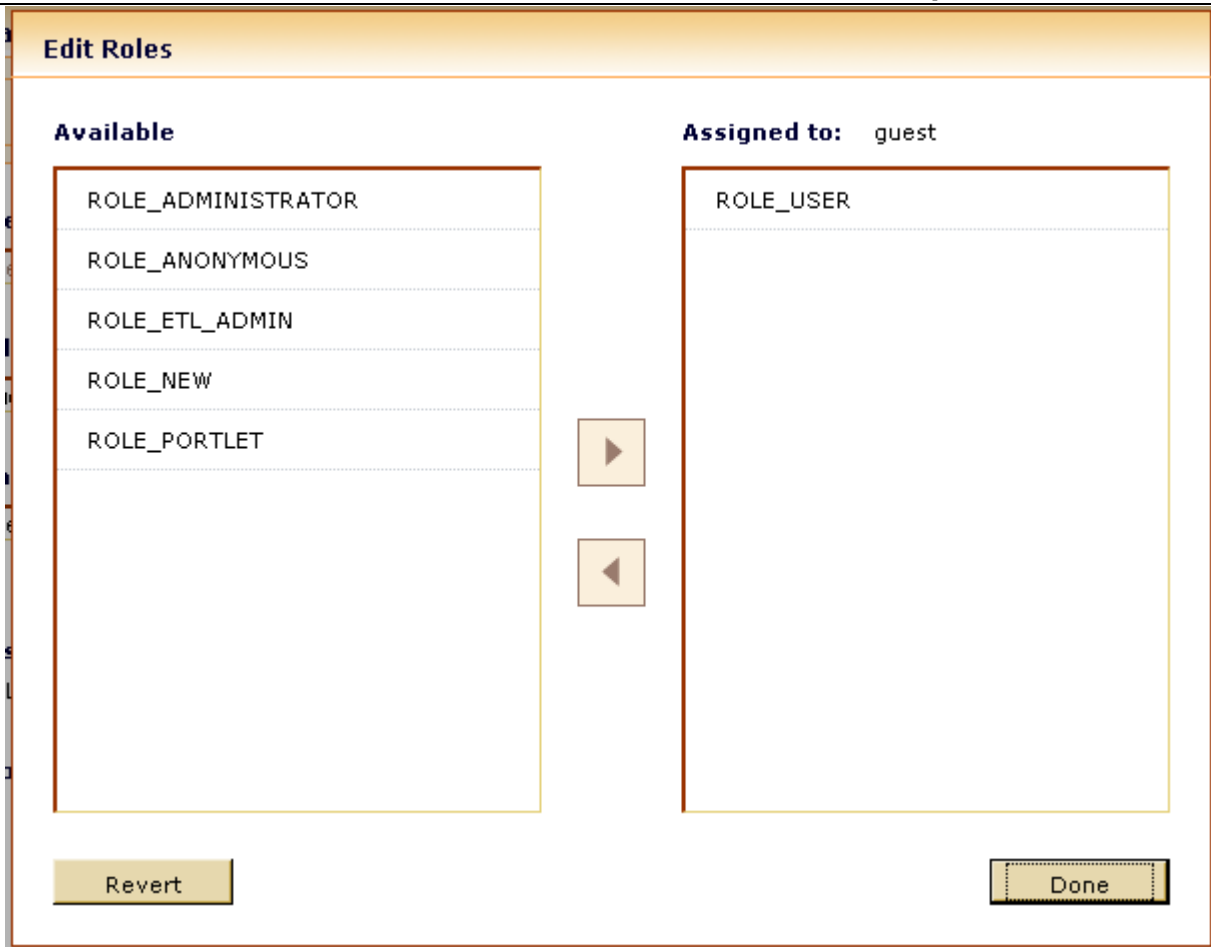 Edit Roles
Available
ROLE_ADMINISTRATOR
ROLE_ANONYMOUS
ROLE_ETL_ADMIN
ROLE_NEW
ROLE_PORTLET
Assigned to: guest
ROLE_USER
Revert
Done